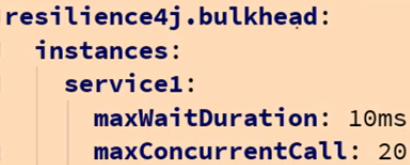 resilience4j.bulkhead:
instances:
service1:
maxWaitDuration: 10ms
maxConcurrentCall: 20